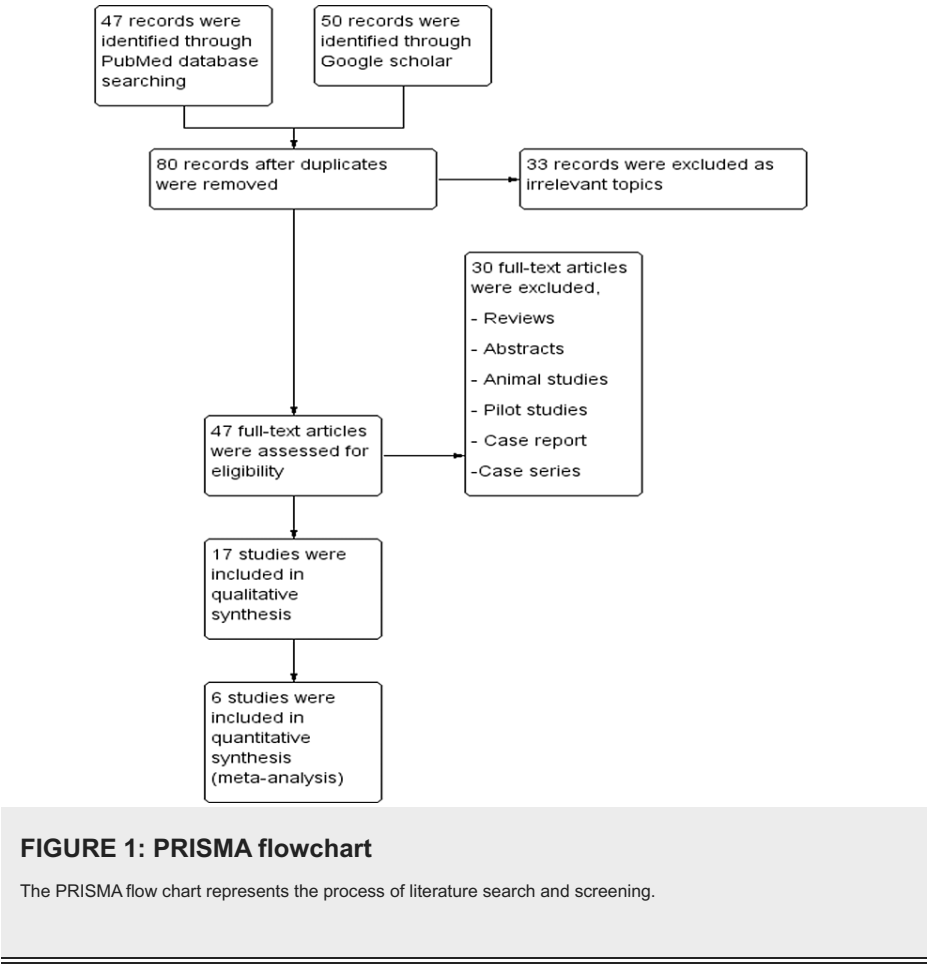 47 records were
identified through
PubMed database
searching
50 records were
identified through
Google scholar
80 records after duplicates
were removed
33 records were excluded as
irrelevant topics
30 full-text articles
were excluded,
- Reviews
- Abstracts
- Animal studies
- Pilot studies
- Case report
-Case series
47 full-text articles
were assessed for
eligibility
17 studies were
included in
qualitative
synthesis
6 studies were
included in
quantitative
synthesis
(meta-analysis)
FIGURE 1: PRISMA flowchart
The PRISMA flow chart represents the process of literature search and screening.